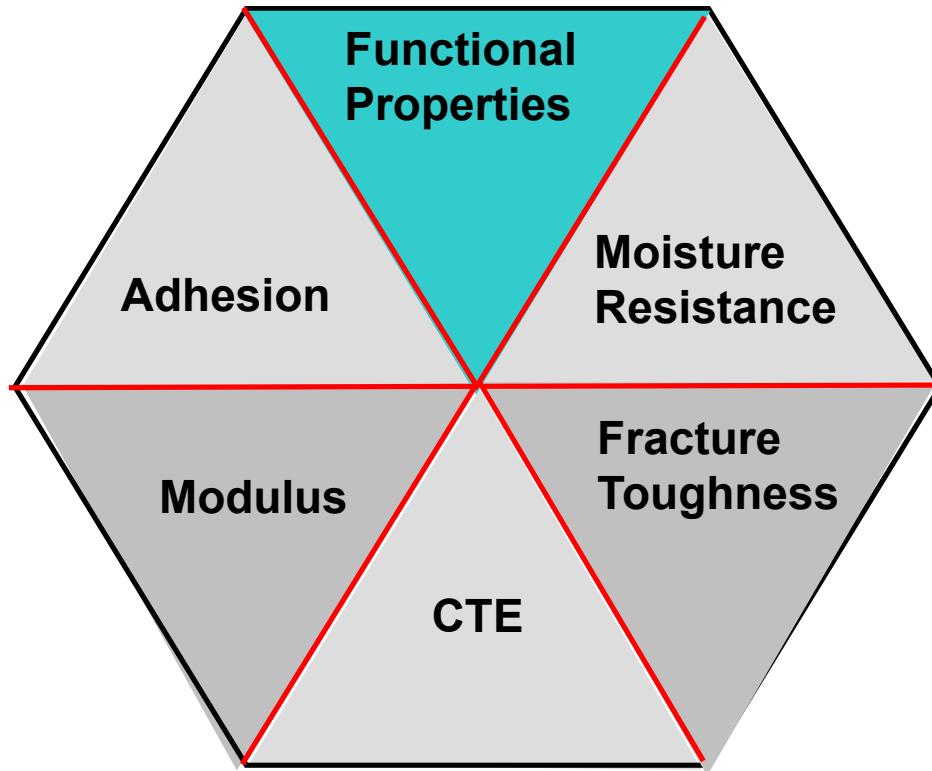 Functional
Properties
Moisture
Resistance
Adhesion
Fracture
Toughness
Modulus
CTE